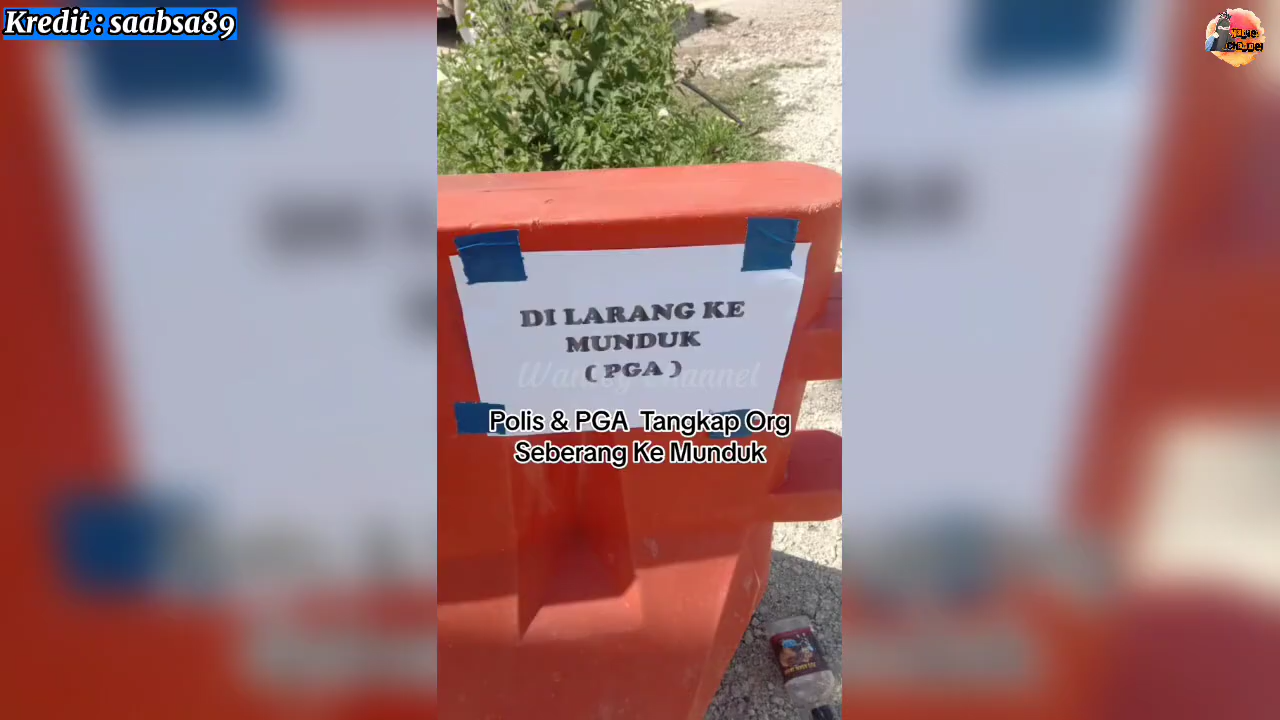 Kredit : saabsa89
DI LARANG KE
MUNDUK
( PGA )
Polis & PGA Tangkap Org
Seberang Ke Munduk